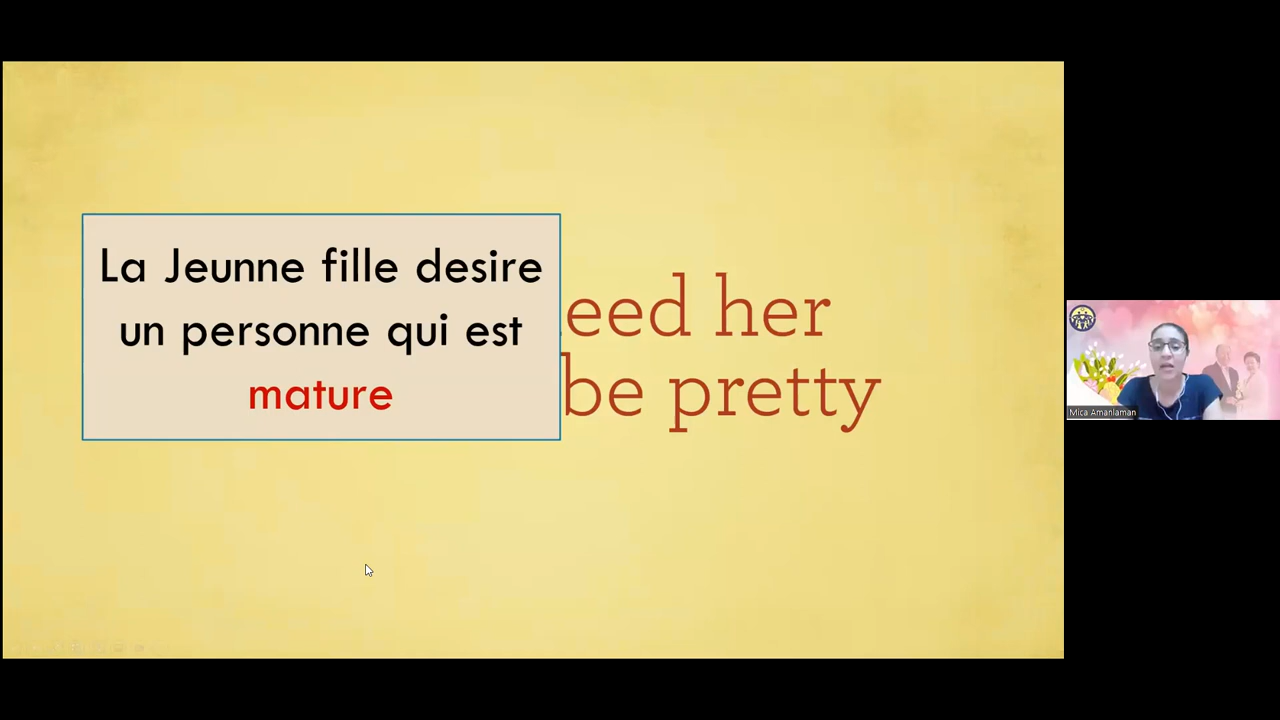 La Jeunne fille desire
un personne qui est
mature
eed her
be pretty
Mica Amanlaman